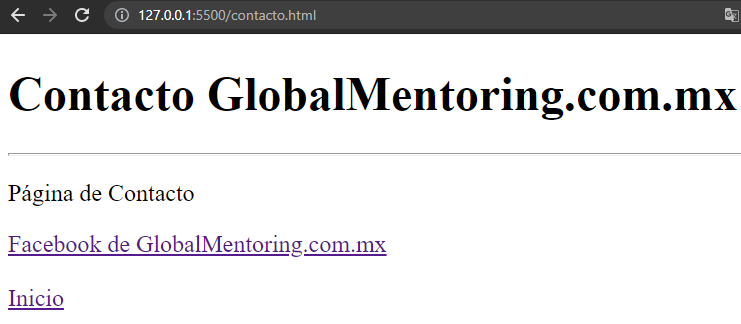 127.0.0.1:5500/contacto.html
Contacto GlobalMentoring.com.mx
Página de Contacto
Facebook de GlobalMentoring.com.mx
Inicio